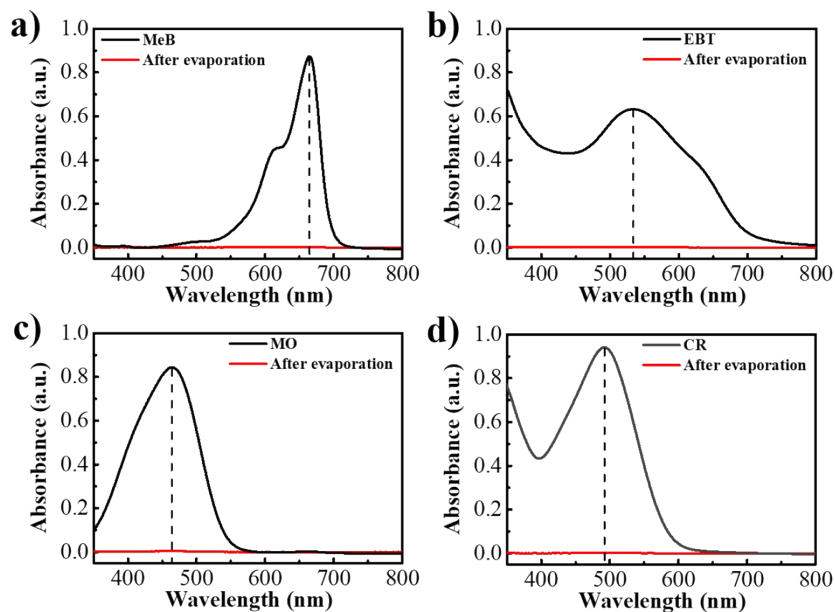 a)
MeB
After evaporation
1.0
0.8
0.6
0.4
0.2
0.0
Absorbance (a.u.)
400 500 600 700 800
Wavelength (nm)
b)
EBT
After evaporation
1.0
0.8
0.6
0.4
0.2
0.0
Absorbance (a.u.)
400 500 600 700 800
Wavelength (nm)
c)
MO
After evaporation
1.0
0.8
0.6
0.4
0.2
0.0
Absorbance (a.u.)
400 500 600 700 800
Wavelength (nm)
d)
CR
After evaporation
1.0
0.8
0.6
0.4
0.2
0.0
Absorbance (a.u.)
400 500 600 700 800
Wavelength (nm)